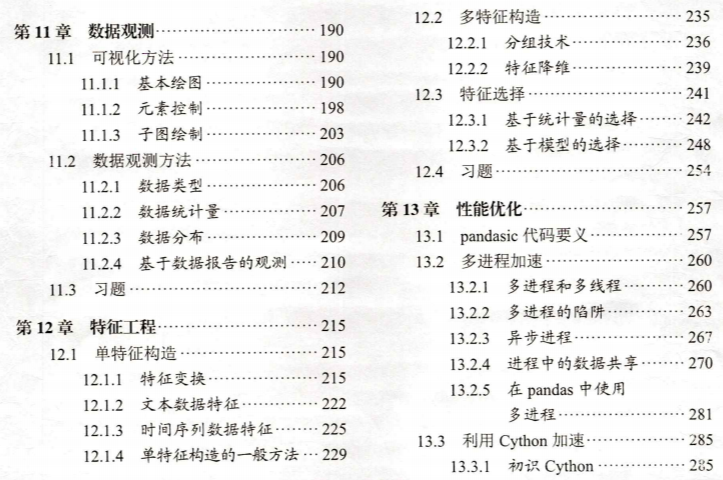 第11章 数据观测 190
11.1 可视化方法 190
11.1.1 基本绘图 190
11.1.2 元素控制 198
11.1.3 子图绘制 203
11.2 数据观测方法 206
11.2.1 数据类型 206
11.2.2 数据统计量 207
11.2.3 数据分布 209
11.2.4 基于数据报告的观测 210
11.3 习题 212
第12章 特征工程 215
12.1 单特征构造 215
12.1.1 特征变换 215
12.1.2 文本数据特征 222
12.1.3 时间序列数据特征 225
12.1.4 单特征构造的一般方法 229
12.2 多特征构造 235
12.2.1 分组技术 236
12.2.2 特征降维 239
12.3 特征选择 241
12.3.1 基于统计量的选择 242
12.3.2 基于模型的选择 248
12.4 习题 254
第13章 性能优化 257
13.1 pandasic 代码要义 257
13.2 多进程加速 260
13.2.1 多进程和多线程 260
13.2.2 多进程的陷阱 263
13.2.3 异步进程 267
13.2.4 进程中的数据共享 270
13.2.5 在 pandas 中使用
多进程 281
13.3 利用 Cython 加速 285
13.3.1 初识 Cython 285